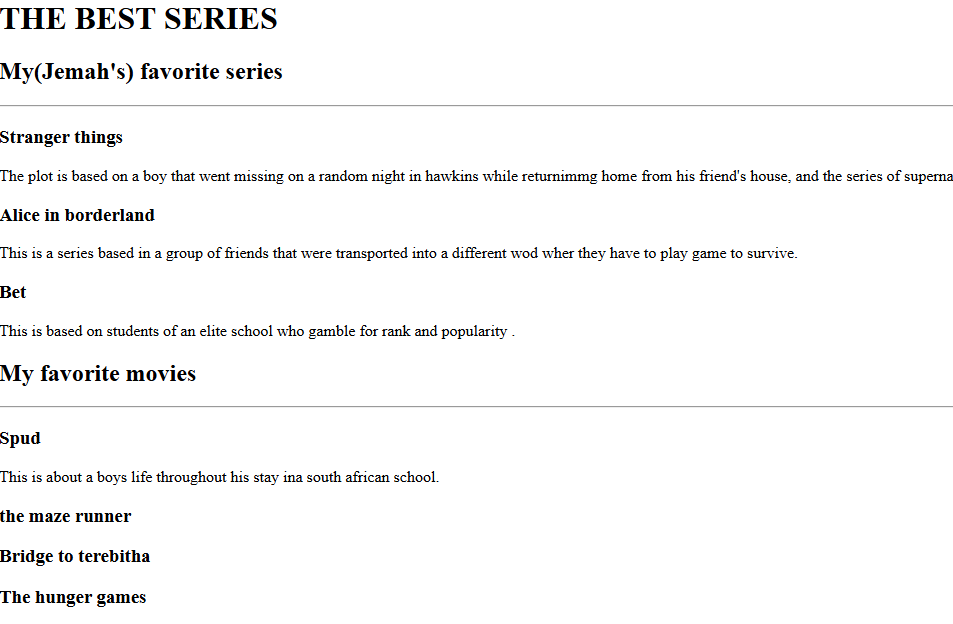 THE BEST SERIES
My(Jemah's) favorite series
Stranger things
The plot is based on a boy that went missing on a random night in hawkins while returnimmg home from his friend's house, and the series of superna
Alice in borderland
This is a series based in a group of friends that were transported into a different wod wher they have to play game to survive.
Bet
This is based on students of an elite school who gamble for rank and popularity .
My favorite movies
Spud
This is about a boys life throughout his stay ina south african school.
the maze runner
Bridge to terebitha
The hunger games